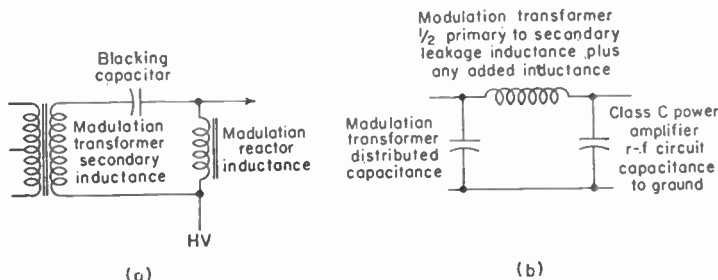 Blocking
capacitor
Modulation
transformer
secondary
inductance
Modulation
reactor
inductance
HV
(a)
Modulation transformer
½ primary to secondary
leakage inductance plus
any added inductance
Modulation
transformer
distributed
capacitance
Class C power
amplifier
r-f circuit
capacitance
to ground
(b)